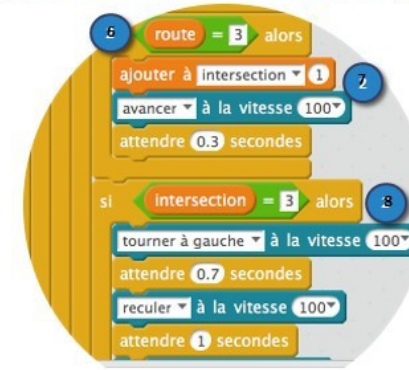 6 route = 3 alors
ajouter à intersection 1 7
avancer à la vitesse 100
attendre 0.3 secondes
si intersection = 3 alors 8
tourner à gauche à la vitesse 100
attendre 0.7 secondes
reculer à la vitesse 100
attendre 1 secondes